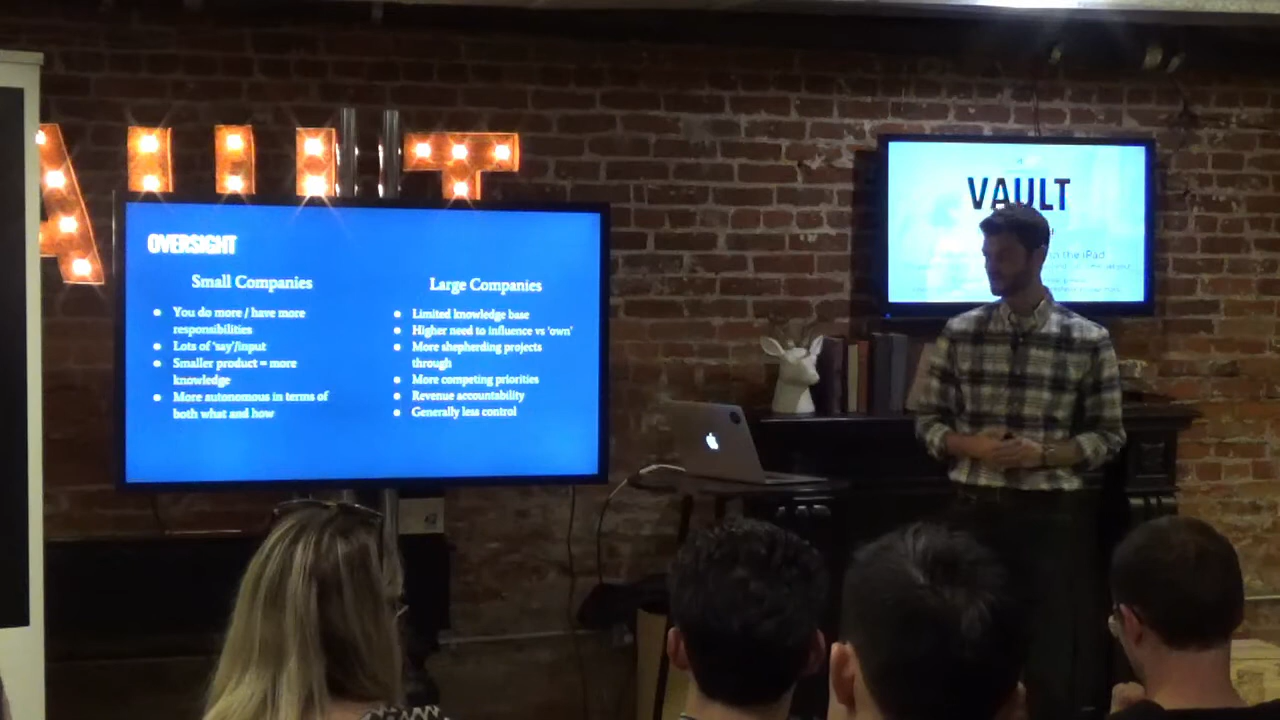 OVERSIGHT
Small Companies
You do more / have more
responsibilities
Lots of 'say'/input
Smaller product = more
knowledge
More autonomous in terms of
both what and how
Large Companies
Limited knowledge base
Higher need to influence vs 'own'
More shepherding projects
through
More competing priorities
Revenue accountability
Generally less control
VAULT
the iPad